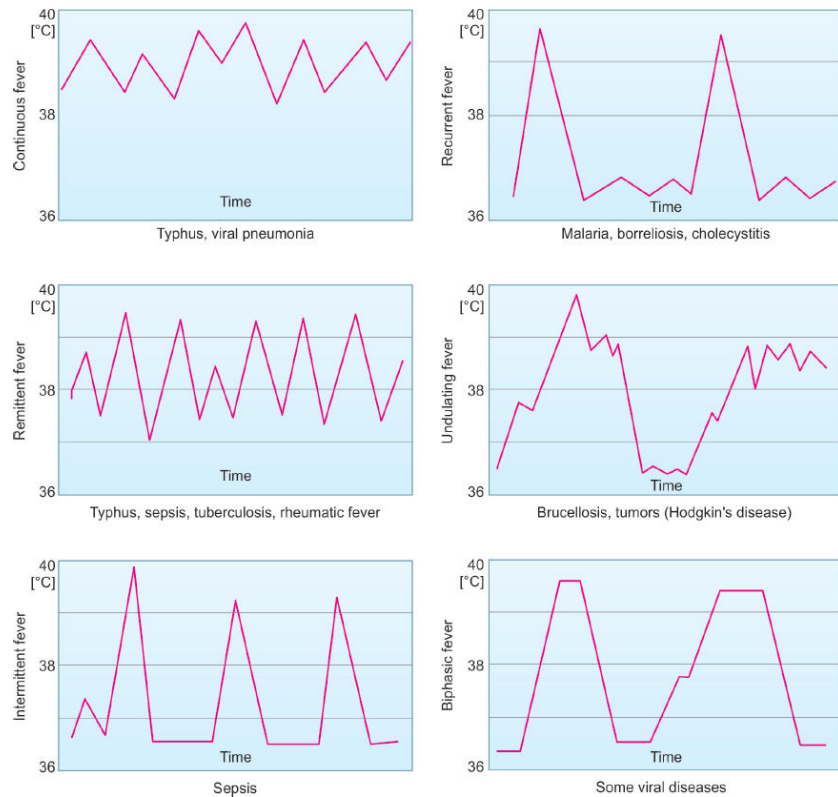 40
[°C]
Continuous fever
38
36
Time
Typhus, viral pneumonia
40
[°C]
Recurrent fever
38
36
Time
Malaria, borreliosis, cholecystitis
40
[°C]
Remittent fever
38
36
Time
Typhus, sepsis, tuberculosis, rheumatic fever
40
[°C]
Undulating fever
38
36
Time
Brucellosis, tumors (Hodgkin's disease)
40
[°C]
Intermittent fever
38
36
Time
Sepsis
40
[°C]
Biphasic fever
38
36
Time
Some viral diseases